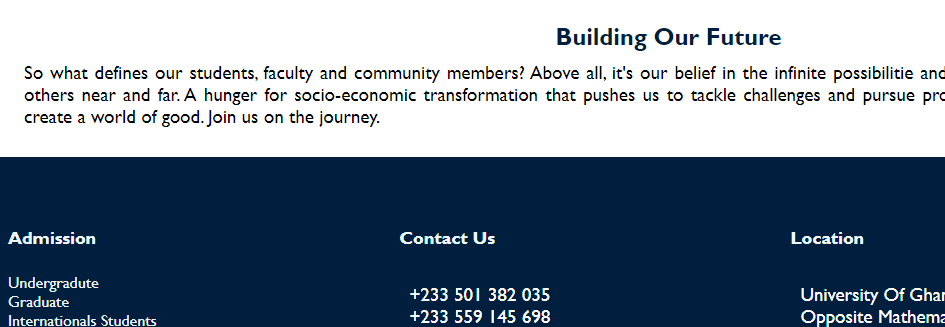 Building Our Future
So what defines our students, faculty and community members? Above all, it's our belief in the infinite possibilitie and
others near and far. A hunger for socio-economic transformation that pushes us to tackle challenges and pursue
create a world of good. Join us on the journey.
Admission
Contact Us
Location
Undergradute
Graduate
Internationals Students
+233 501 382 035
+233 559 145 698
University Of
Opposite